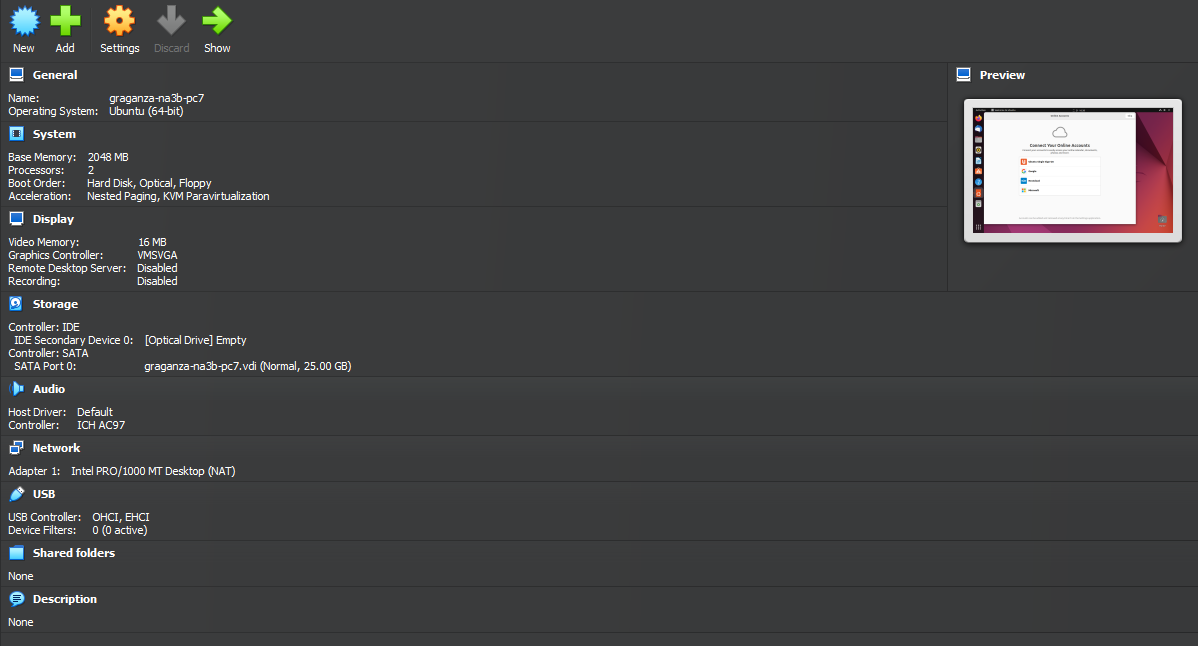 New Add Settings Discard Show
General
Name: graganza-na3b-pc7
Operating System: Ubuntu (64-bit)
System
Base Memory: 2048 MB
Processors: 2
Boot Order: Hard Disk, Optical, Floppy
Acceleration: Nested Paging, KVM Paravirtualization
Display
Video Memory: 16 MB
Graphics Controller: VMSVGA
Remote Desktop Server: Disabled
Recording: Disabled
Preview
Connect Your Online Accounts
Google
Microsoft
Storage
Controller: IDE
IDE Secondary Device 0: [Optical Drive] Empty
Controller: SATA
SATA Port 0: graganza-na3b-pc7.vdi (Normal, 25.00 GB)
Audio
Host Driver: Default
Controller: ICH AC97
Network
Adapter 1: Intel PRO/1000 MT Desktop (NAT)
USB
USB Controller: OHCI, EHCI
Device Filters: 0 (0 active)
Shared folders
None
Description
None